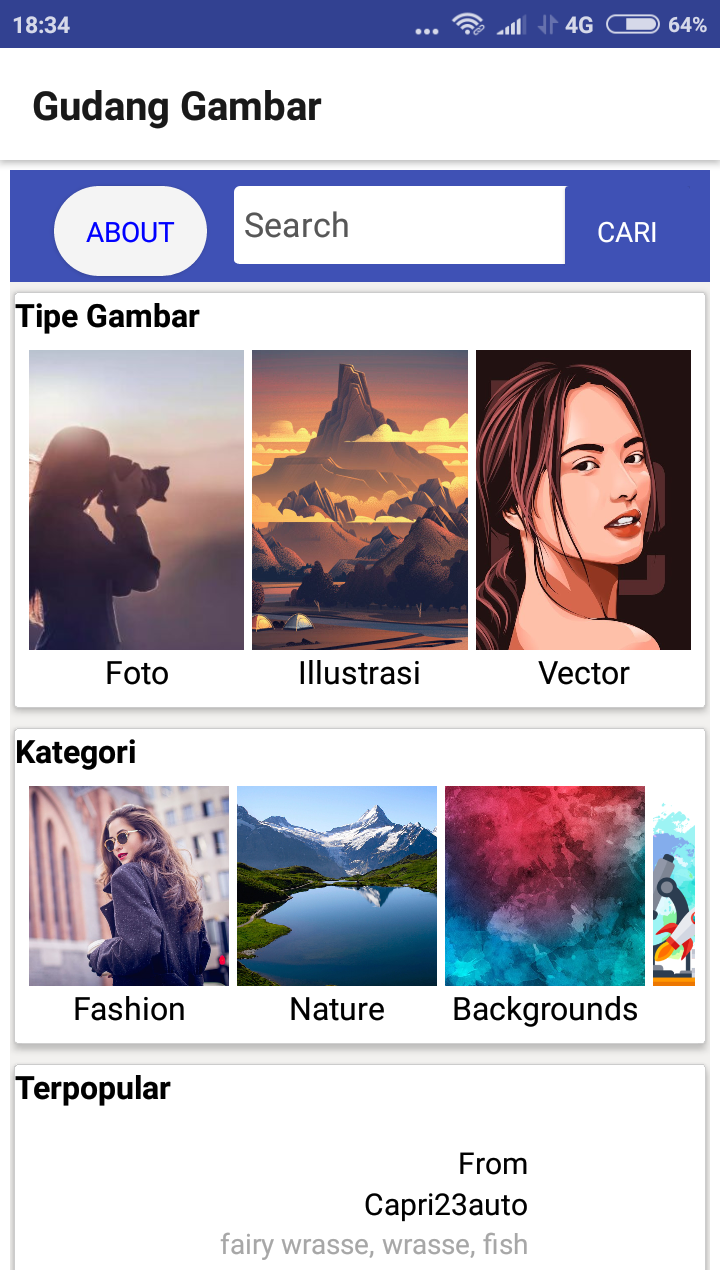 18:34
4G
64%
Gudang Gambar
ABOUT
Search
CARI
Tipe Gambar
Foto
Illustrasi
Vector
Kategori
Fashion
Nature
Backgrounds
Terpopular
From
Capri23auto
fairy wrasse, wrasse, fish